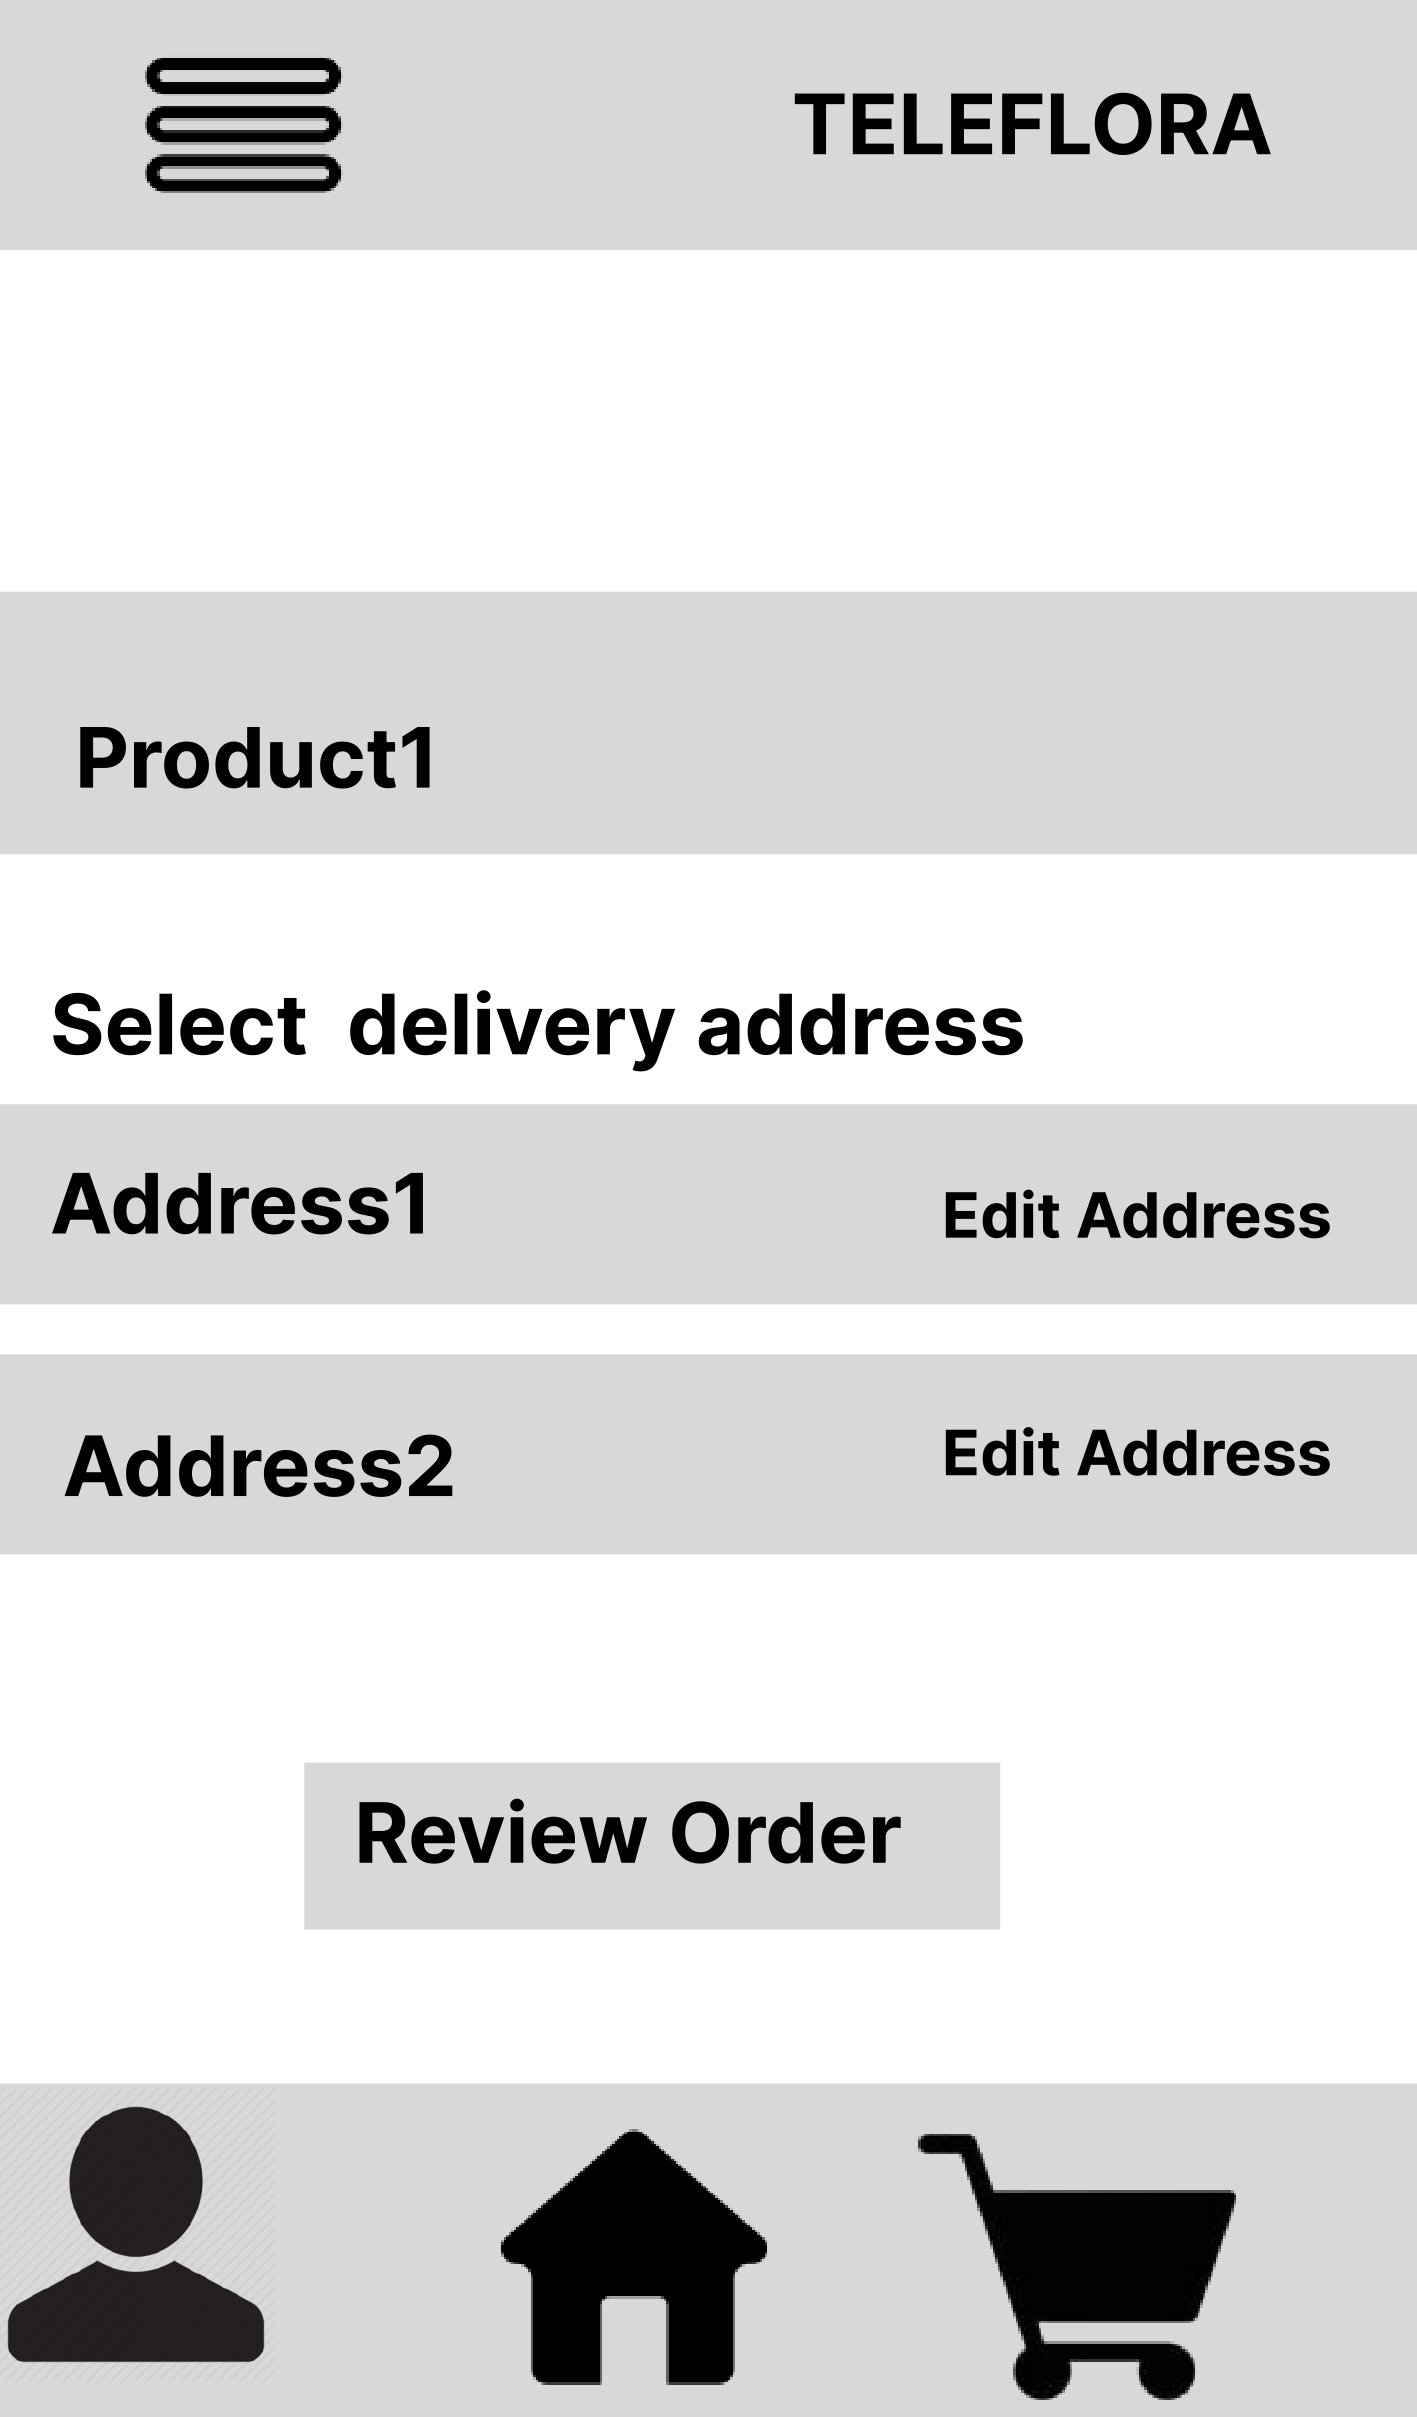 TELEFLORA
Product1
Select  delivery address
Address1
Edit Address
Address2
Edit Address
Review Order